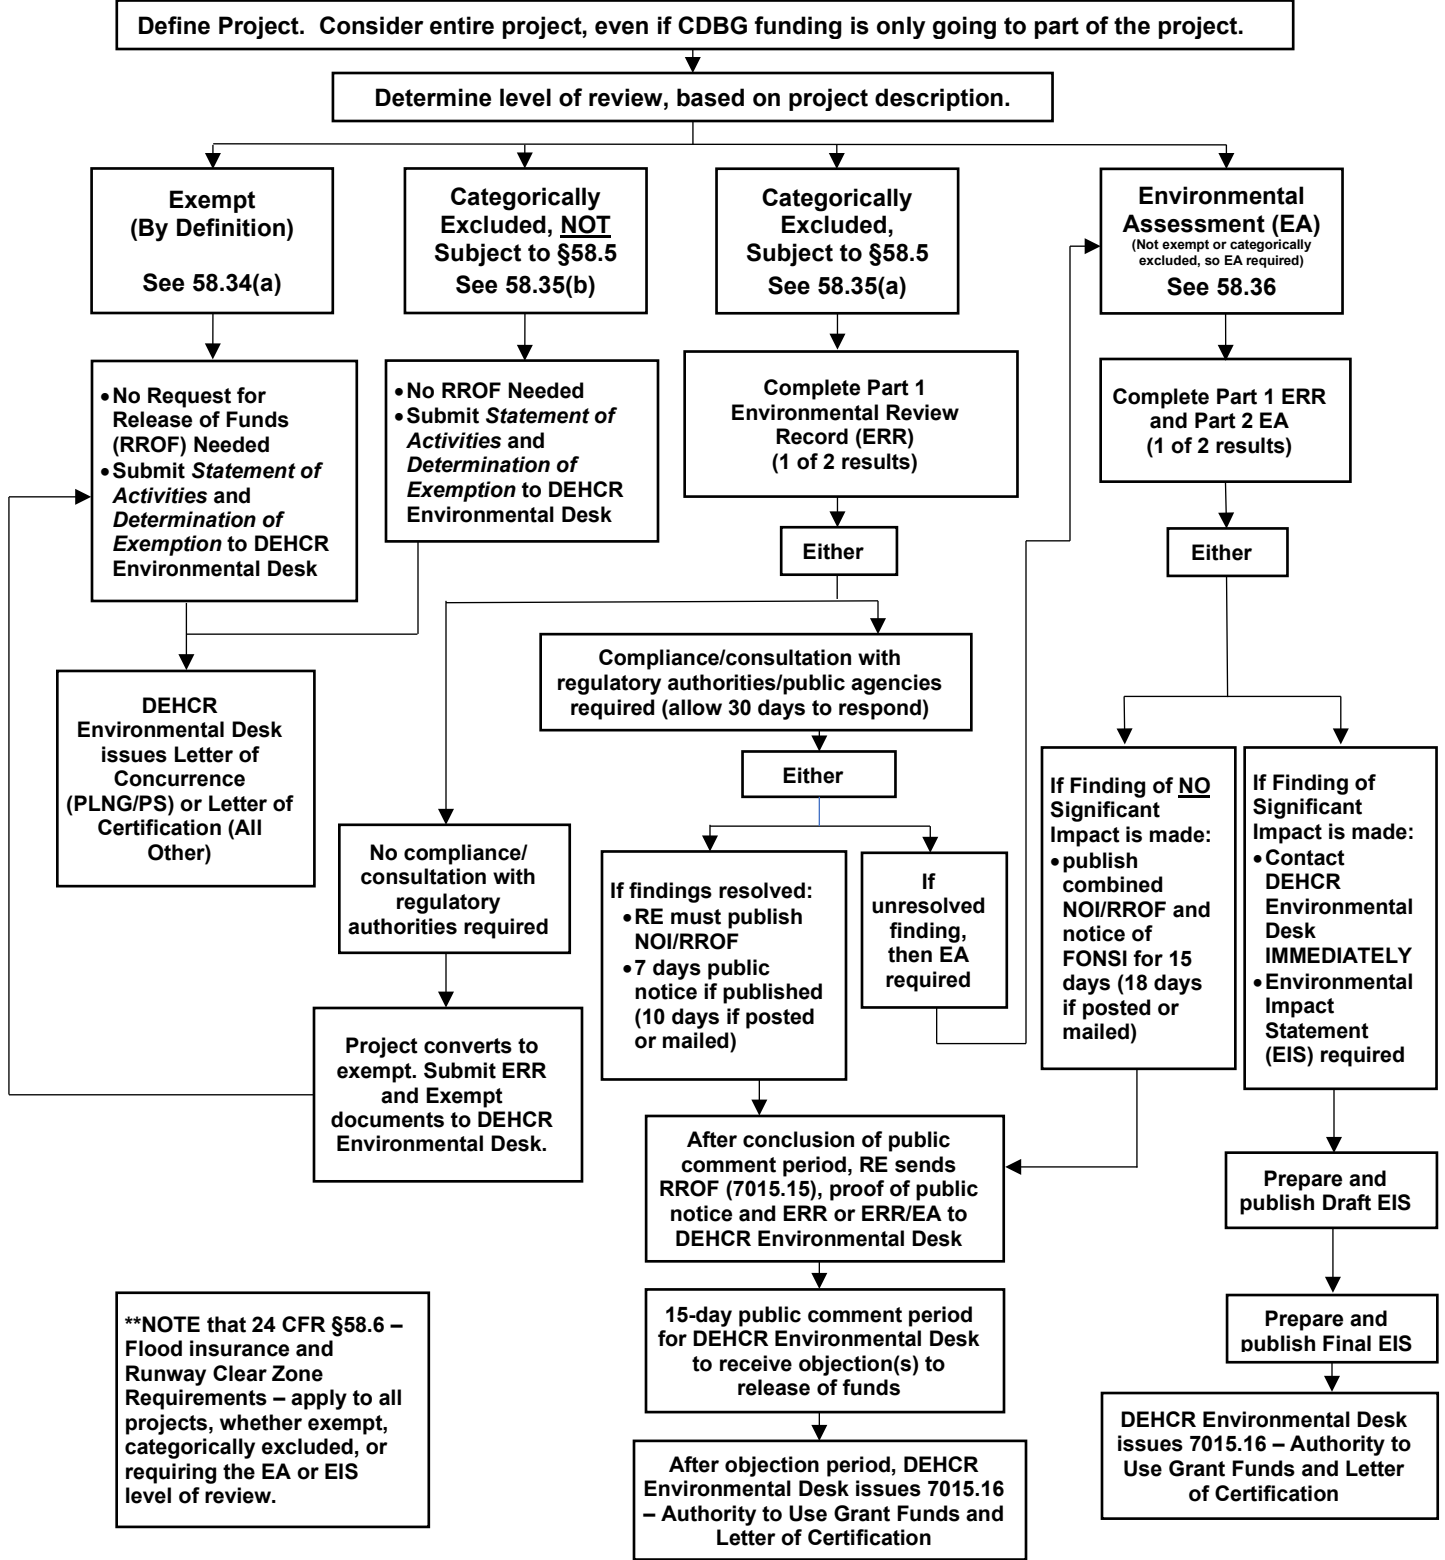 Define Project.  Consider entire project, even if CDBG funding is only going to part of the project.
Determine level of review, based on project description.
Exempt
(By Definition)
See 58.34(a)
Categorically
Excluded, NOT
Subject to §58.5
See 58.35(b)
Categorically
Excluded,
Subject to §58.5
See 58.35(a)
Environmental
Assessment (EA)
(Not exempt or categorically
excluded, so EA required)
See 58.36
• No Request for
Release of Funds
(RROF) Needed
• Submit Statement of
Activities and
Determination of
Exemption to DEHCR
Environmental Desk
• No RROF Needed
• Submit Statement of
Activities and
Determination of
Exemption to DEHCR
Environmental Desk
Complete Part 1
Environmental Review
Record (ERR)
(1 of 2 results)
Complete Part 1 ERR
and Part 2 EA
(1 of 2 results)
Either
Either
Compliance/consultation with
regulatory authorities/public agencies
required (allow 30 days to respond)
DEHCR
Environmental Desk
issues Letter of
Concurrence
(PLNG/PS) or Letter of
Certification (All
Other)
Either
No compliance/
consultation with
regulatory
authorities required
If findings resolved:
• RE must publish
NOI/RROF
• 7 days public
notice if published
(10 days if posted
or mailed)
If
unresolved
finding,
then EA
required
If Finding of NO
Significant
Impact is made:
• publish
combined
NOI/RROF and
notice of
FONSI for 15
days (18 days
if posted or
mailed)
If Finding of
Significant
Impact is made:
• Contact
DEHCR
Environmental
Desk
IMMEDIATELY
• Environmental
Impact
Statement
(EIS) required
Project converts to
exempt. Submit ERR
and Exempt
documents to DEHCR
Environmental Desk.
After conclusion of public
comment period, RE sends
RROF (7015.15), proof of public
notice and ERR or ERR/EA to
DEHCR Environmental Desk
Prepare and
publish Draft EIS
**NOTE that 24 CFR §58.6 –
Flood insurance and
Runway Clear Zone
Requirements – apply to all
projects, whether exempt,
categorically excluded, or
requiring the EA or EIS
level of review.
15-day public comment period
for DEHCR Environmental Desk
to receive objection(s) to
release of funds
Prepare and
publish Final EIS
After objection period, DEHCR
Environmental Desk issues 7015.16
– Authority to Use Grant Funds and
Letter of Certification
DEHCR Environmental Desk
issues 7015.16 – Authority to
Use Grant Funds and Letter
of Certification